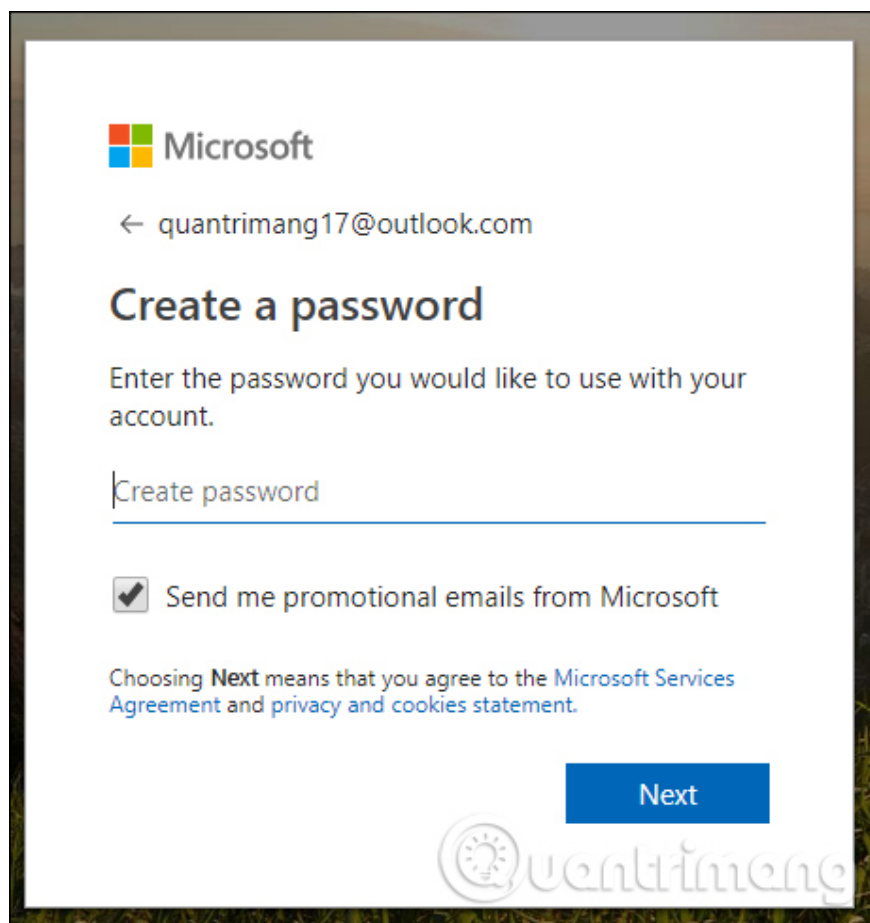 Microsoft
← quantrimang17@outlook.com
Create a password
Enter the password you would like to use with your
account.
Create password
Send me promotional emails from Microsoft
Choosing Next means that you agree to the Microsoft Services
Agreement and privacy and cookies statement.
Next
Quantrimang